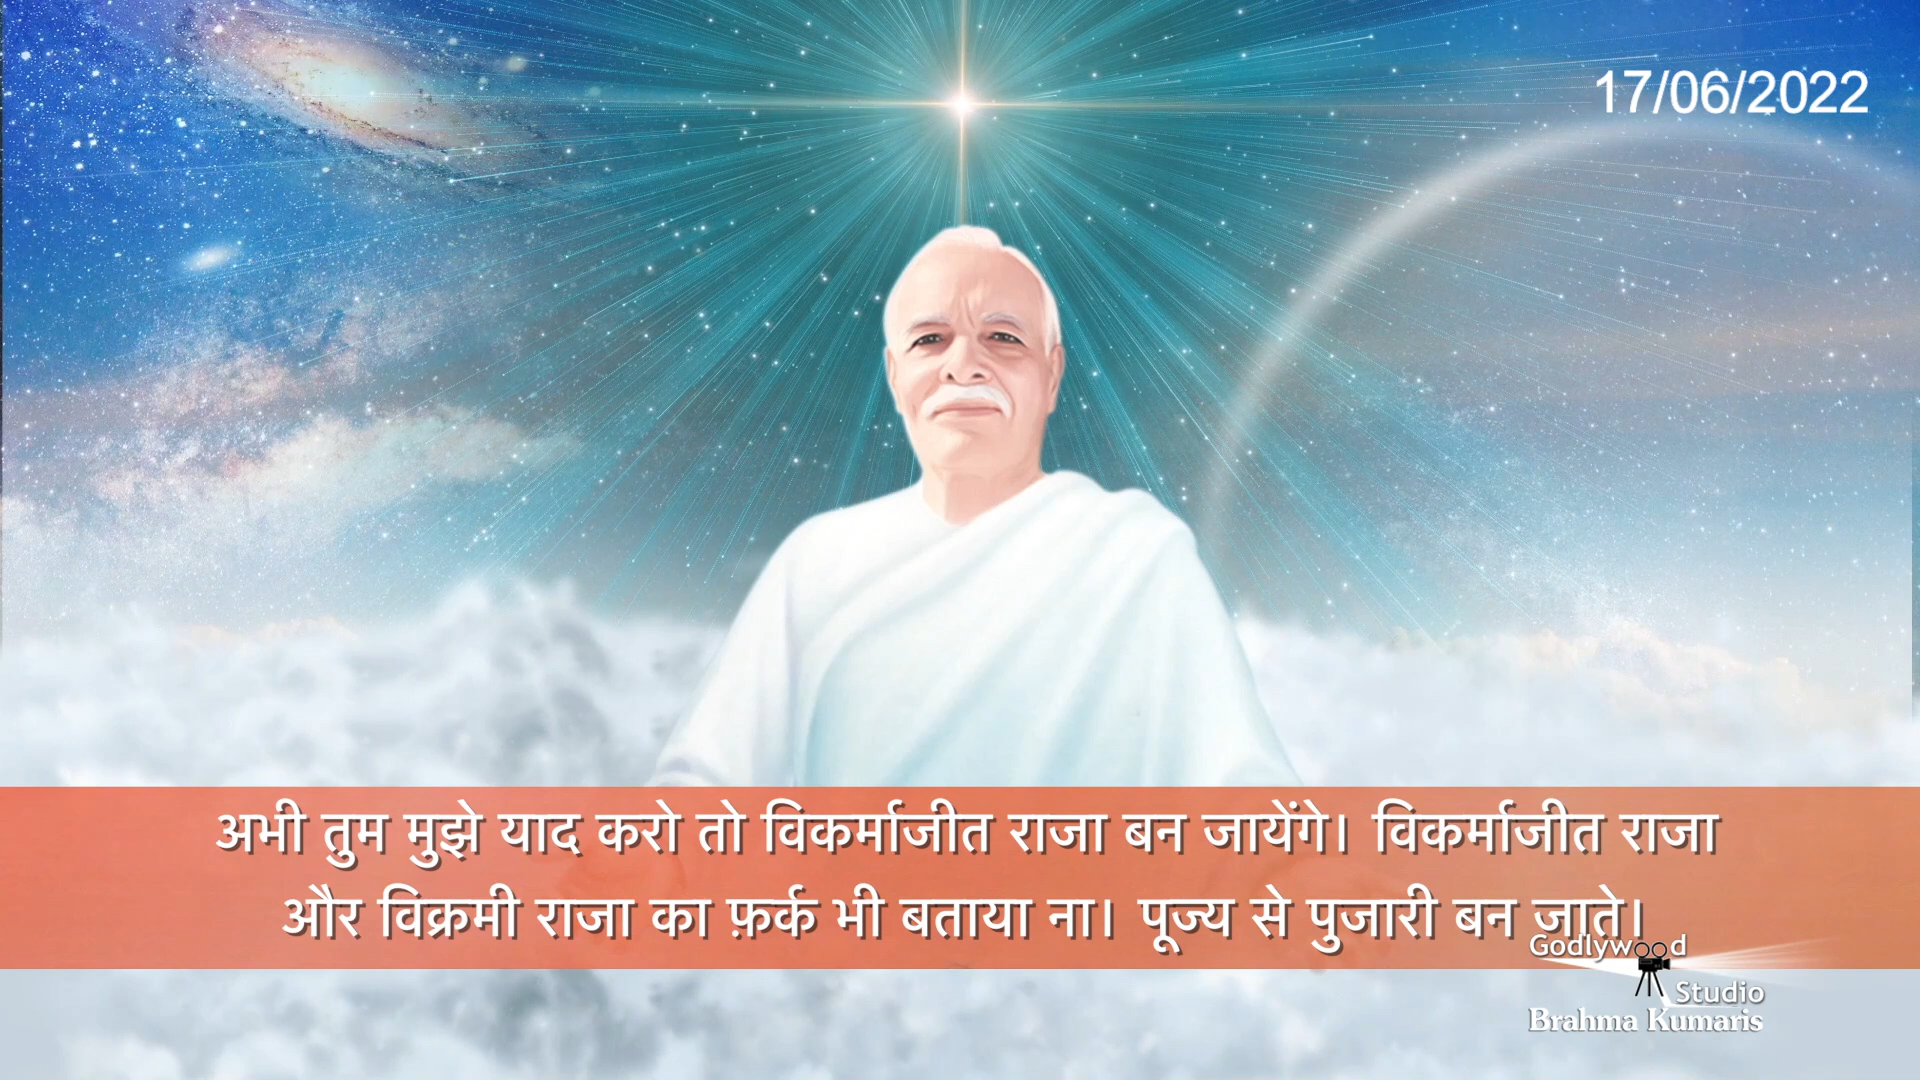 17/06/2022
अभी तुम मुझे याद करो तो विकर्माजीत राजा बन जायेंगे। विकर्माजीत राजा
और विक्रमी राजा का फ़र्क भी बताया ना। पूज्य से पुजारी बन जाते।
Godlywood
Studio
Brahma Kumaris